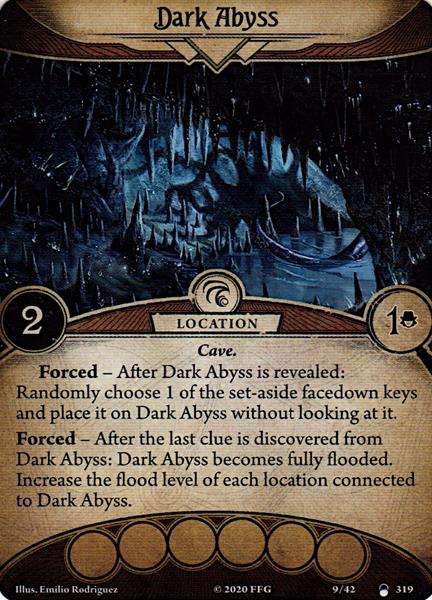 Dark Abyss
2
LOCATION
1
Cave.
Forced – After Dark Abyss is revealed:
Randomly choose 1 of the set-aside facedown keys
and place it on Dark Abyss without looking at it.
Forced – After the last clue is discovered from
Dark Abyss: Dark Abyss becomes fully flooded.
Increase the flood level of each location connected
to Dark Abyss.
Illus. Emilio Rodriguez © 2020 FFG 9/42 319